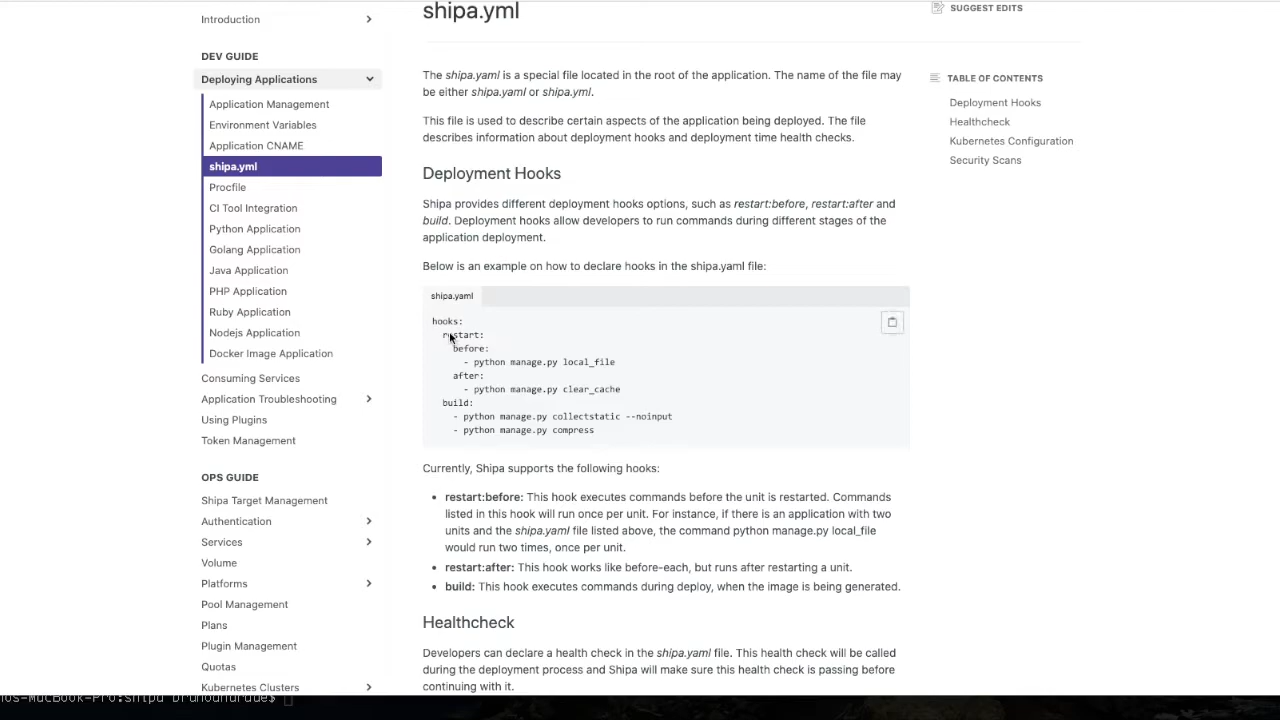 Introduction
DEV GUIDE
Deploying Applications
Application Management
Environment Variables
Application CNAME
shipa.yml
Procfile
CI Tool Integration
Python Application
Golang Application
Java Application
PHP Application
Ruby Application
Nodejs Application
Docker Image Application
Consuming Services
Application Troubleshooting
Using Plugins
Token Management
OPS GUIDE
Shipa Target Management
Authentication
Services
Volume
Platforms
Pool Management
Plans
Plugin Management
Quotas
Kubernetes Clusters
shipa.yml
The shipa.yaml is a special file located in the root of the application. The name of the file may
be either shipa.yaml or shipa.yml.
This file is used to describe certain aspects of the application being deployed. The file
describes information about deployment hooks and deployment time health checks.
Deployment Hooks
Shipa provides different deployment hooks options, such as restart:before, restart:after and
build. Deployment hooks allow developers to run commands during different stages of the
application deployment.
Below is an example on how to declare hooks in the shipa.yaml file:
shipa.yaml
hooks:
restart:
before:
- python manage.py local_file
after:
- python manage.py clear_cache
build:
- python manage.py collectstatic --noinput
- python manage.py compress
Currently, Shipa supports the following hooks:
• restart:before: This hook executes commands before the unit is restarted. Commands
listed in this hook will run once per unit. For instance, if there is an application with two
units and the shipa.yaml file listed above, the command python manage.py local_file
would run two times, once per unit.
• restart:after: This hook works like before-each, but runs after restarting a unit.
• build: This hook executes commands during deploy, when the image is being generated.
Healthcheck
Developers can declare a health check in the shipa.yaml file. This health check will be called
during the deployment process and Shipa will make sure this health check is passing before
continuing with it.
SUGGEST EDITS
TABLE OF CONTENTS
Deployment Hooks
Healthcheck
Kubernetes Configuration
Security Scans